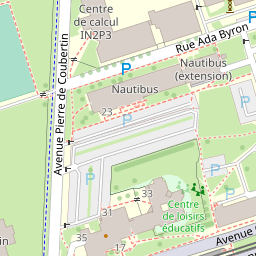 Centre
de calcul
IN2P3
Rue Ada Byron
Avenue Pierre de Coubertin
P
Nautibus
(extension)
Nautibus
23
P
P
P
33
Centre
de loisirs
éducatifs
31
35
17
Avenue